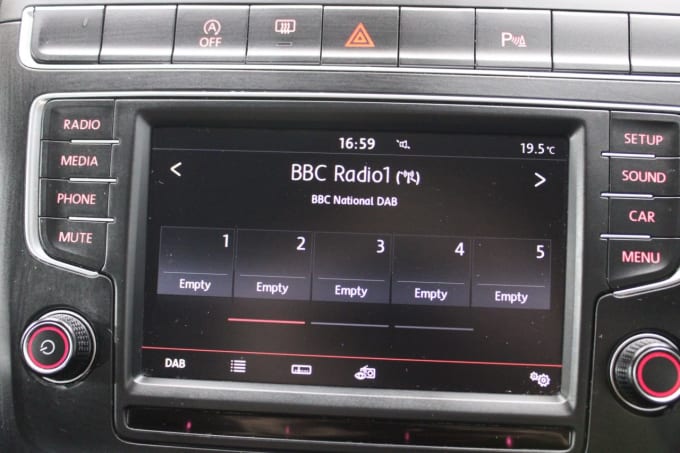 OFF
P
RADIO
MEDIA
PHONE
MUTE
16:59
19.5°C
BBC Radio1
BBC National DAB
1 2 3 4 5
Empty Empty Empty Empty Empty
DAB
SETUP
SOUND
CAR
MENU